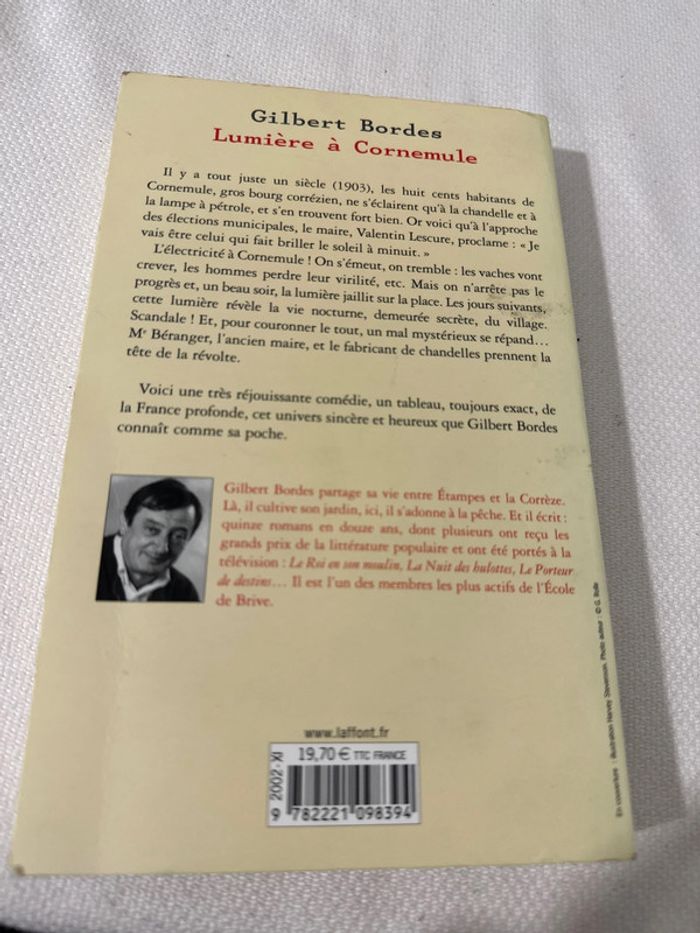 Gilbert Bordes
Lumière à Cornemule
Il y a tout juste un siècle (1903), les huit cents habitants de
Cornemule, gros bourg corrézien, ne s'éclairent qu'à la chandelle et à
la lampe à pétrole, et s'en trouvent fort bien. Or voici qu'à l'approche
des élections municipales, le maire, Valentin Lescure, proclame : « Je
vais être celui qui fait briller le soleil à minuit. »
L'électricité à Cornemule ! On s'émeut, on tremble : les vaches vont
crever, les hommes perdre leur virilité, etc. Mais on n'arrête pas le
progrès et, un beau soir, la lumière jaillit sur la place. Les jours suivants,
cette lumière révèle la vie nocturne, demeurée secrète, du village.
Scandale ! Et, pour couronner le tout, un mal mystérieux se répand...
Me Béranger, l'ancien maire, et le fabricant de chandelles prennent la
tête de la révolte.
Voici une très réjouissante comédie, un tableau, toujours exact, de
la France profonde, cet univers sincère et heureux que Gilbert Bordes
connaît comme sa poche.
Gilbert Bordes partage sa vie entre Étampes et la Corrèze.
Là, il cultive son jardin, ici, il s'adonne à la pêche. Et il écrit :
quinze romans en douze ans, dont plusieurs ont reçu les
grands prix de la littérature populaire et ont été portés à la
télévision : Le Roi en son moulin, La Nuit des hulottes, Le Porteur
de destins... Il est l'un des membres les plus actifs de l'École
de Brive.
En couverture : illustration Harvey Stevenson. Photo auteur : © G. Rolle
www.laffont.fr
2002-XI
19,70 € TTC FRANCE
9 782221 098394